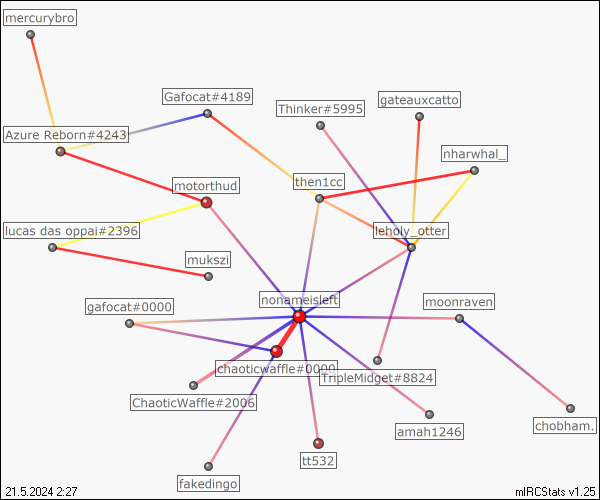 mercurybro
Gafocat#4189
gateauxcatto
Thinker#5995
Azure Reborn#4243
nharwhal_
motorthud
then1cc
lucas das oppai#2396
leholy_otter
mukszi
nonameisleft
gafocat#0000
moonraven
chaoticwaffle#0000
TripleMidget#8824
ChaoticWaffle#2006
amah1246
chobham.
tt532
fakedingo
21.5.2024 2:27
mIRCStats v1.25